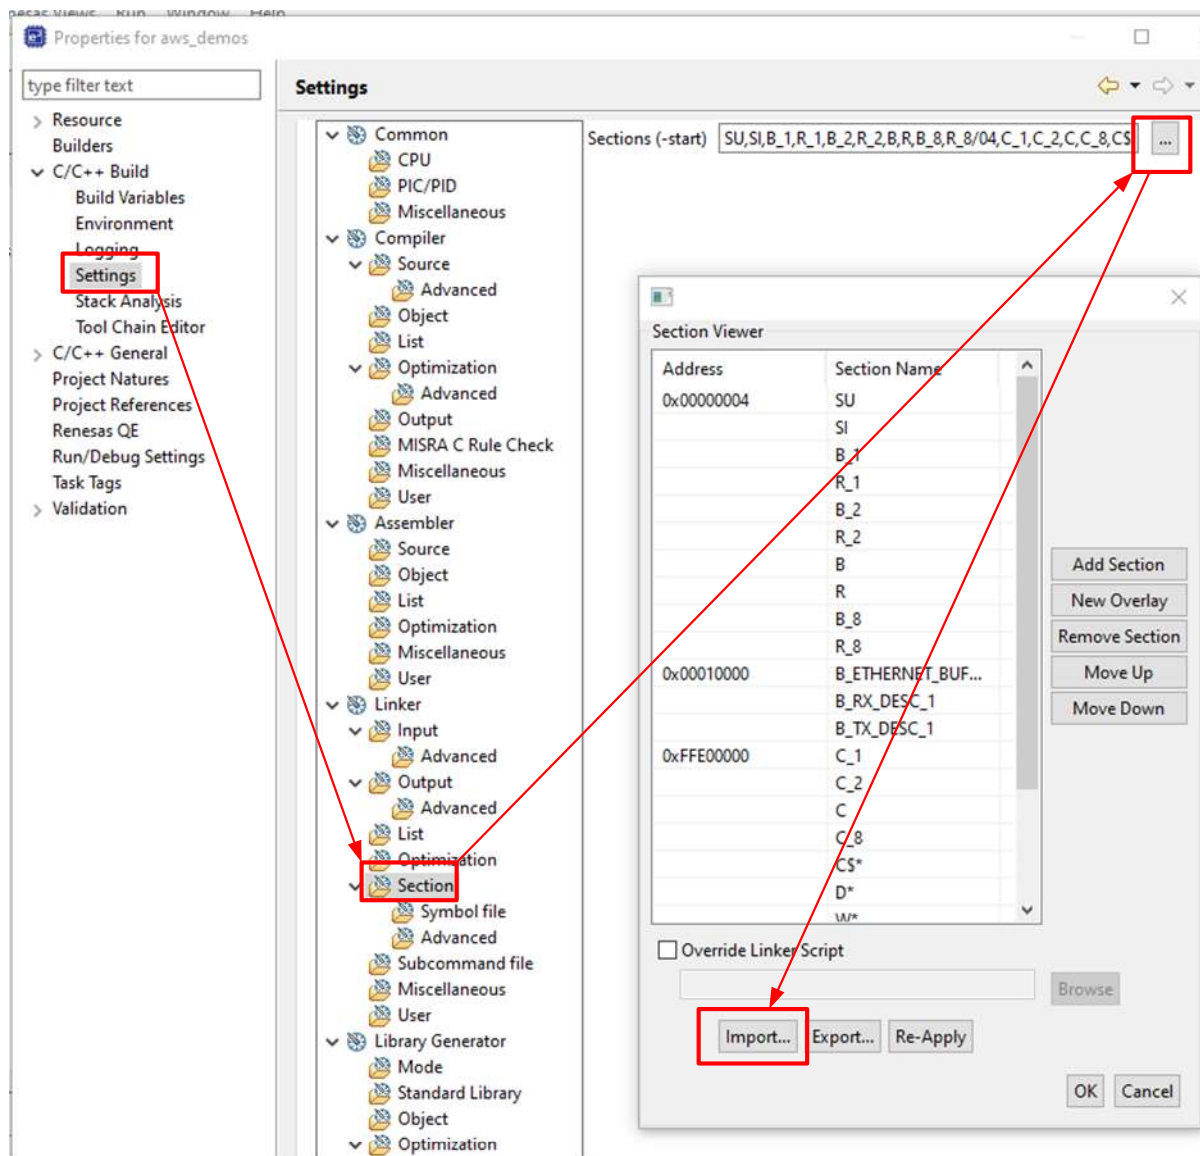 Renesas Views Run Window Help
Properties for aws_demos
type filter text
Resource
Builders
C/C++ Build
Build Variables
Environment
Logging
Settings
Stack Analysis
Tool Chain Editor
C/C++ General
Project Natures
Project References
Renesas QE
Run/Debug Settings
Task Tags
Validation
Settings
Common
CPU
PIC/PID
Miscellaneous
Compiler
Source
Advanced
Object
List
Optimization
Advanced
Output
MISRA C Rule Check
Miscellaneous
User
Assembler
Source
Object
List
Optimization
Miscellaneous
User
Linker
Input
Advanced
Output
Advanced
List
Optimization
Section
Symbol file
Advanced
Subcommand file
Miscellaneous
User
Library Generator
Mode
Standard Library
Object
Optimization
Sections (-start) SU,SI,B_1,R_1,B_2,R_2,B,R,B_8,R_8/04,C_1,C_2,C,C_8,C$ ...
Section Viewer
Address Section Name
0x00000004 SU
SI
B_1
R_1
B_2
R_2
B
R
B_8
R_8
0x00010000 B_ETHERNET_BUF...
B_RX_DESC_1
B_TX_DESC_1
0xFFE00000 C_1
C_2
C
C_8
C$*
D*
W*
Add Section
New Overlay
Remove Section
Move Up
Move Down
Override Linker Script
Browse
Import... Export... Re-Apply
OK Cancel